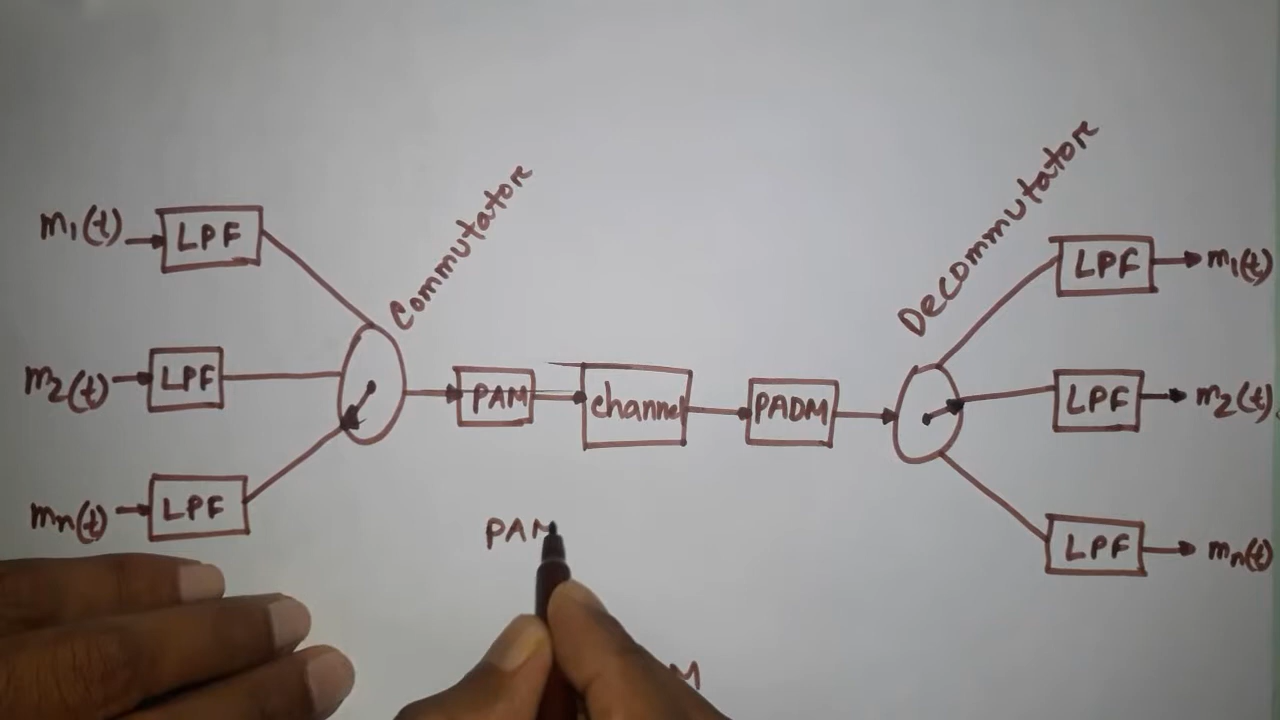 m1(t) LPF
m2(t) LPF
mn(t) LPF
Commutator
PAM
channel
PADM
Decommutator
LPF m1(t)
LPF m2(t)
LPF mn(t)
PAM
M